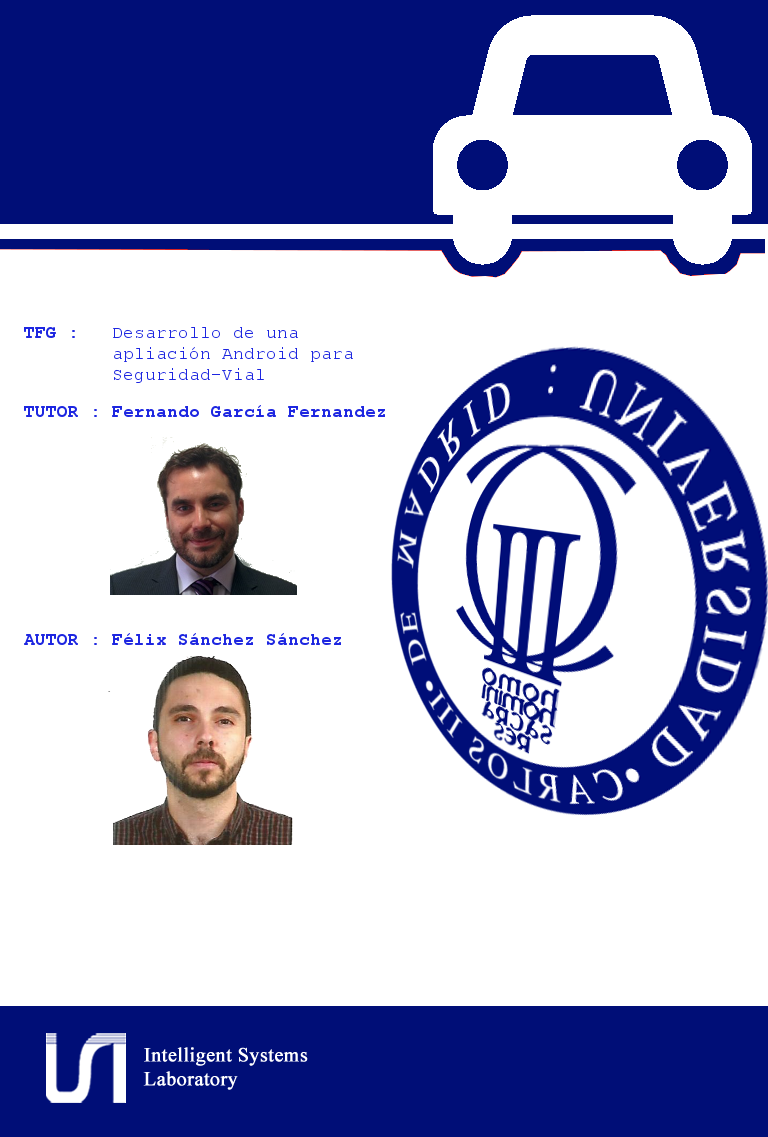 TFG : Desarrollo de una
apliación Android para
Seguridad-Vial
TUTOR : Fernando García Fernandez
UNIVERSIDAD • CARLOS III • DE MADRID :
homo
homini
sacra
res
AUTOR : Félix Sánchez Sánchez
Intelligent Systems
Laboratory